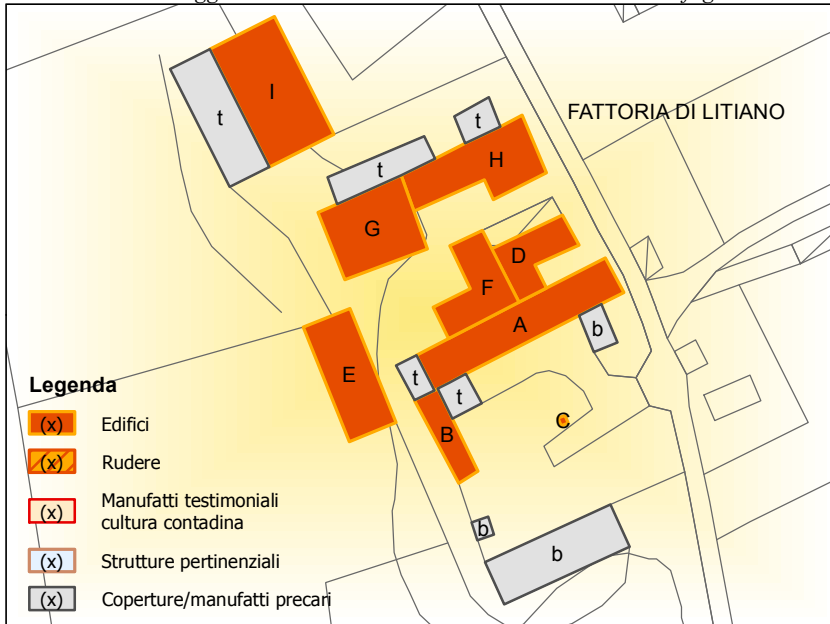 I
t
FATTORIA DI LITIANO
t
H
t
G
D
F
A
b
E
t
t
C
B
b
b
Legenda
(x) Edifici
(x) Rudere
(x) Manufatti testimoniali
cultura contadina
(x) Strutture pertinenziali
(x) Coperture/manufatti precari